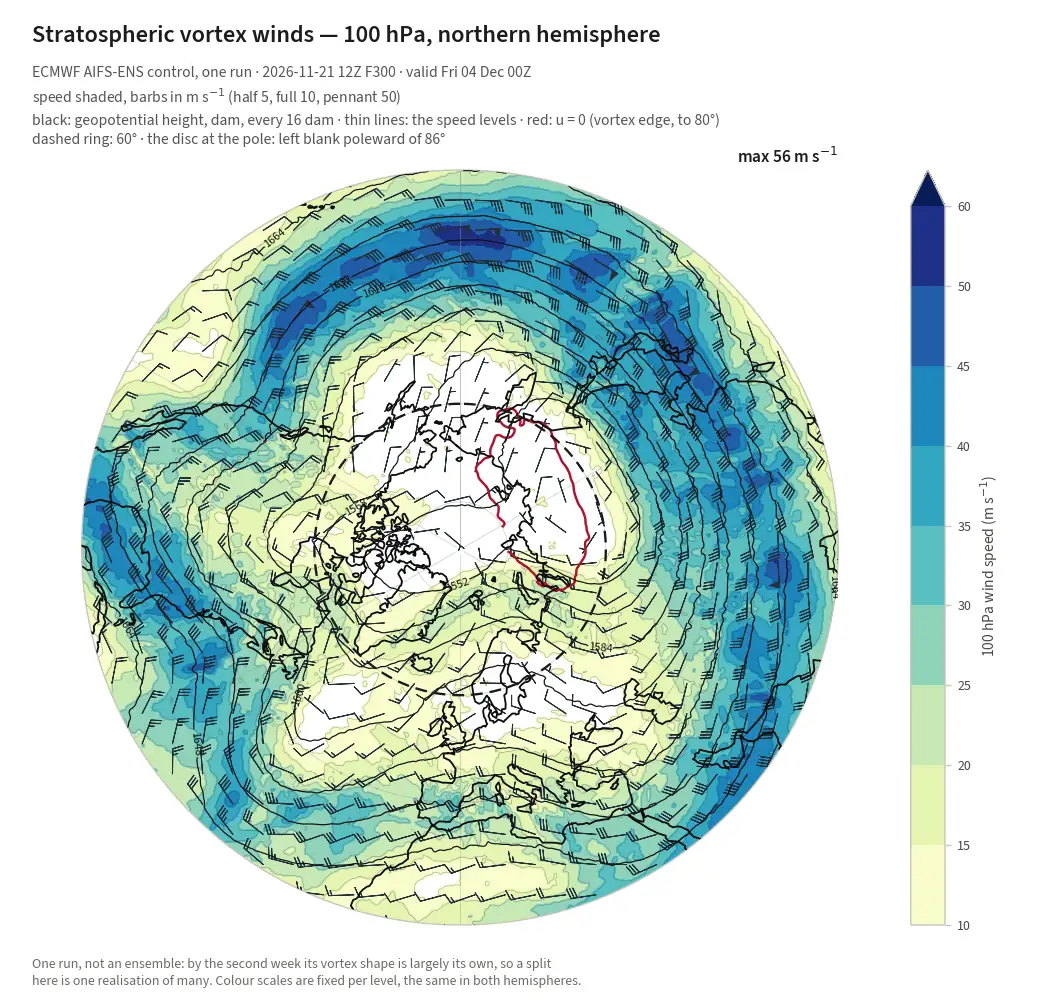 Stratospheric vortex winds — 100 hPa, northern hemisphere
ECMWF AIFS-ENS control, one run · 2026-11-21 12Z F300 · valid Fri 04 Dec 00Z
speed shaded, barbs in m s⁻¹ (half 5, full 10, pennant 50)
black: geopotential height, dam, every 16 dam · thin lines: the speed levels · red: u = 0 (vortex edge, to 80°)
dashed ring: 60° · the disc at the pole: left blank poleward of 86°
max 56 m s⁻¹
60
50
45
40
35
30
25
20
15
10
100 hPa wind speed (m s⁻¹)
1664
1552
1584
1648
One run, not an ensemble: by the second week its vortex shape is largely its own, so a split
here is one realisation of many. Colour scales are fixed per level, the same in both hemispheres.